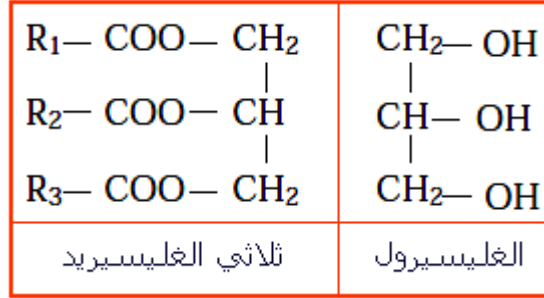 R₁— COO— CH₂
R₂— COO— CH
R₃— COO— CH₂
ثلاثي الغليسيريد
CH₂— OH
CH— OH
CH₂— OH
الغليسيرول